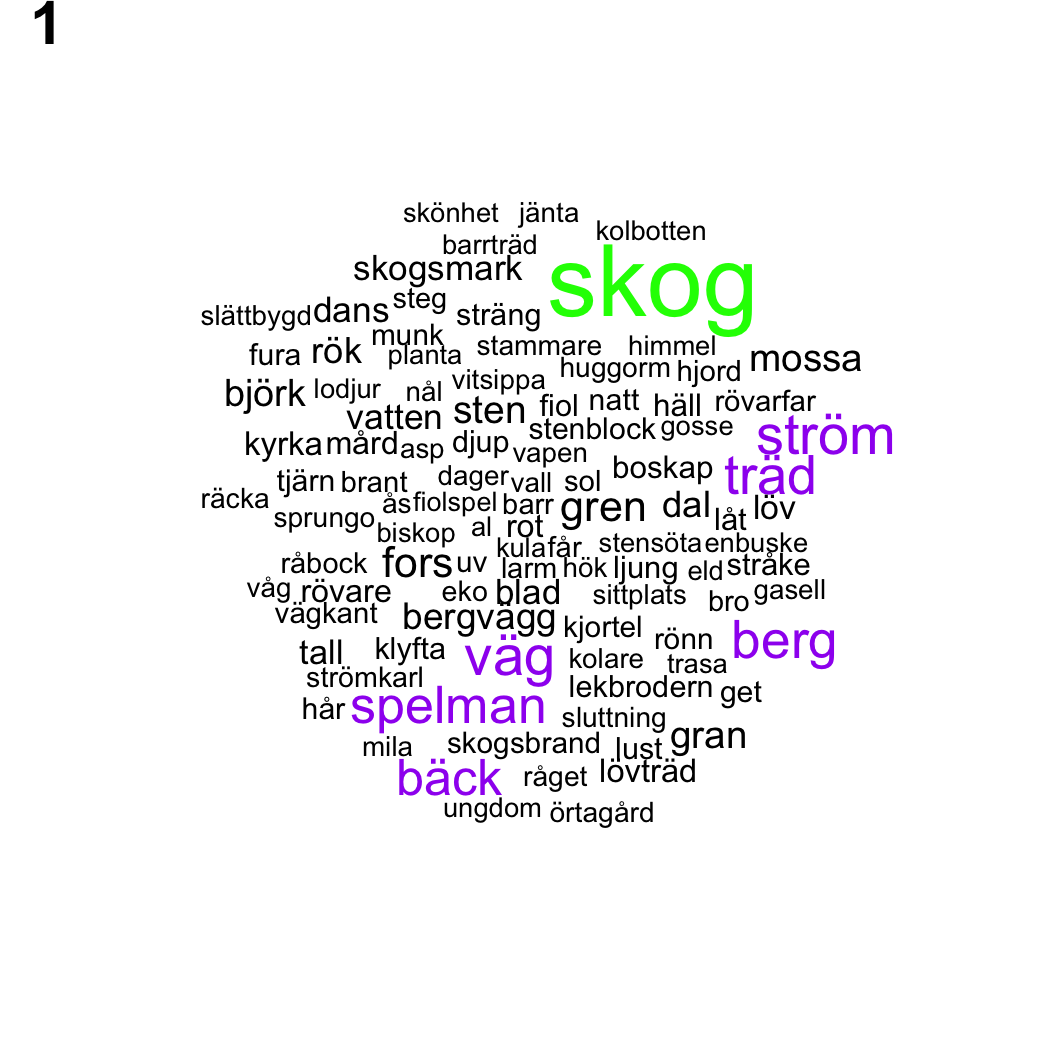 1
skönhet jänta
kolbotten
barrträd
skogsmark skog
steg
slättbygd dans sträng
munk
fura rök planta stammare himmel
huggorm hjord mossa
björk lodjur nål vitsippa
vatten sten fiol natt häll rövarfar
stenblock gosse ström
kyrka mård asp djup vapen
tjärn brant dager vall sol boskap träd
räcka ås fiolspel barr gren dal löv
sprungo biskop al rot låt
kulafår stensöta enbuske
råbock fors uv larm hök ljung eld stråke
våg rövare eko blad sittplats bro gasell
vägkant bergvägg kjortel
rönn berg
tall klyfta väg kolare trasa
strömkarl lekbrodern get
hår spelman sluttning
mila skogsbrand lust gran
bäck råget lövträd
ungdom örtagård